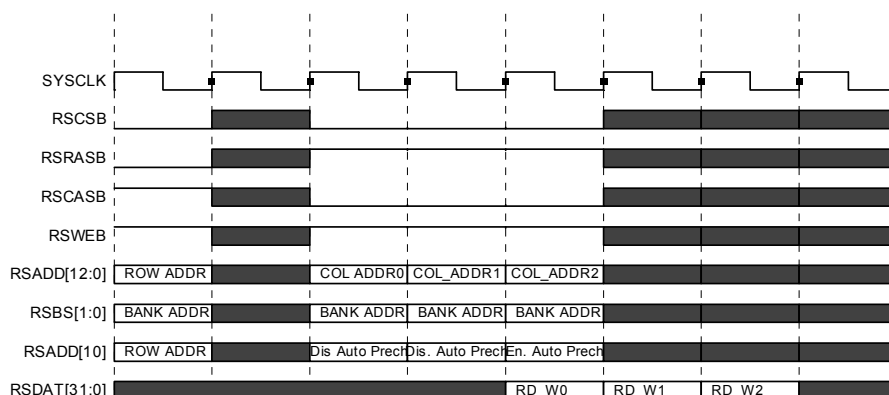 SYSCLK
RSCSB
RSRASB
RSCASB
RSWEB
RSADD[12:0] ROW ADDR COL ADDR0 COL_ADDR1 COL_ADDR2
RSBS[1:0] BANK ADDR BANK ADDR BANK ADDR BANK ADDR
RSADD[10] ROW ADDR Dis Auto Prech Dis. Auto Prech En. Auto Prech
RSDAT[31:0] RD W0 RD W1 RD W2